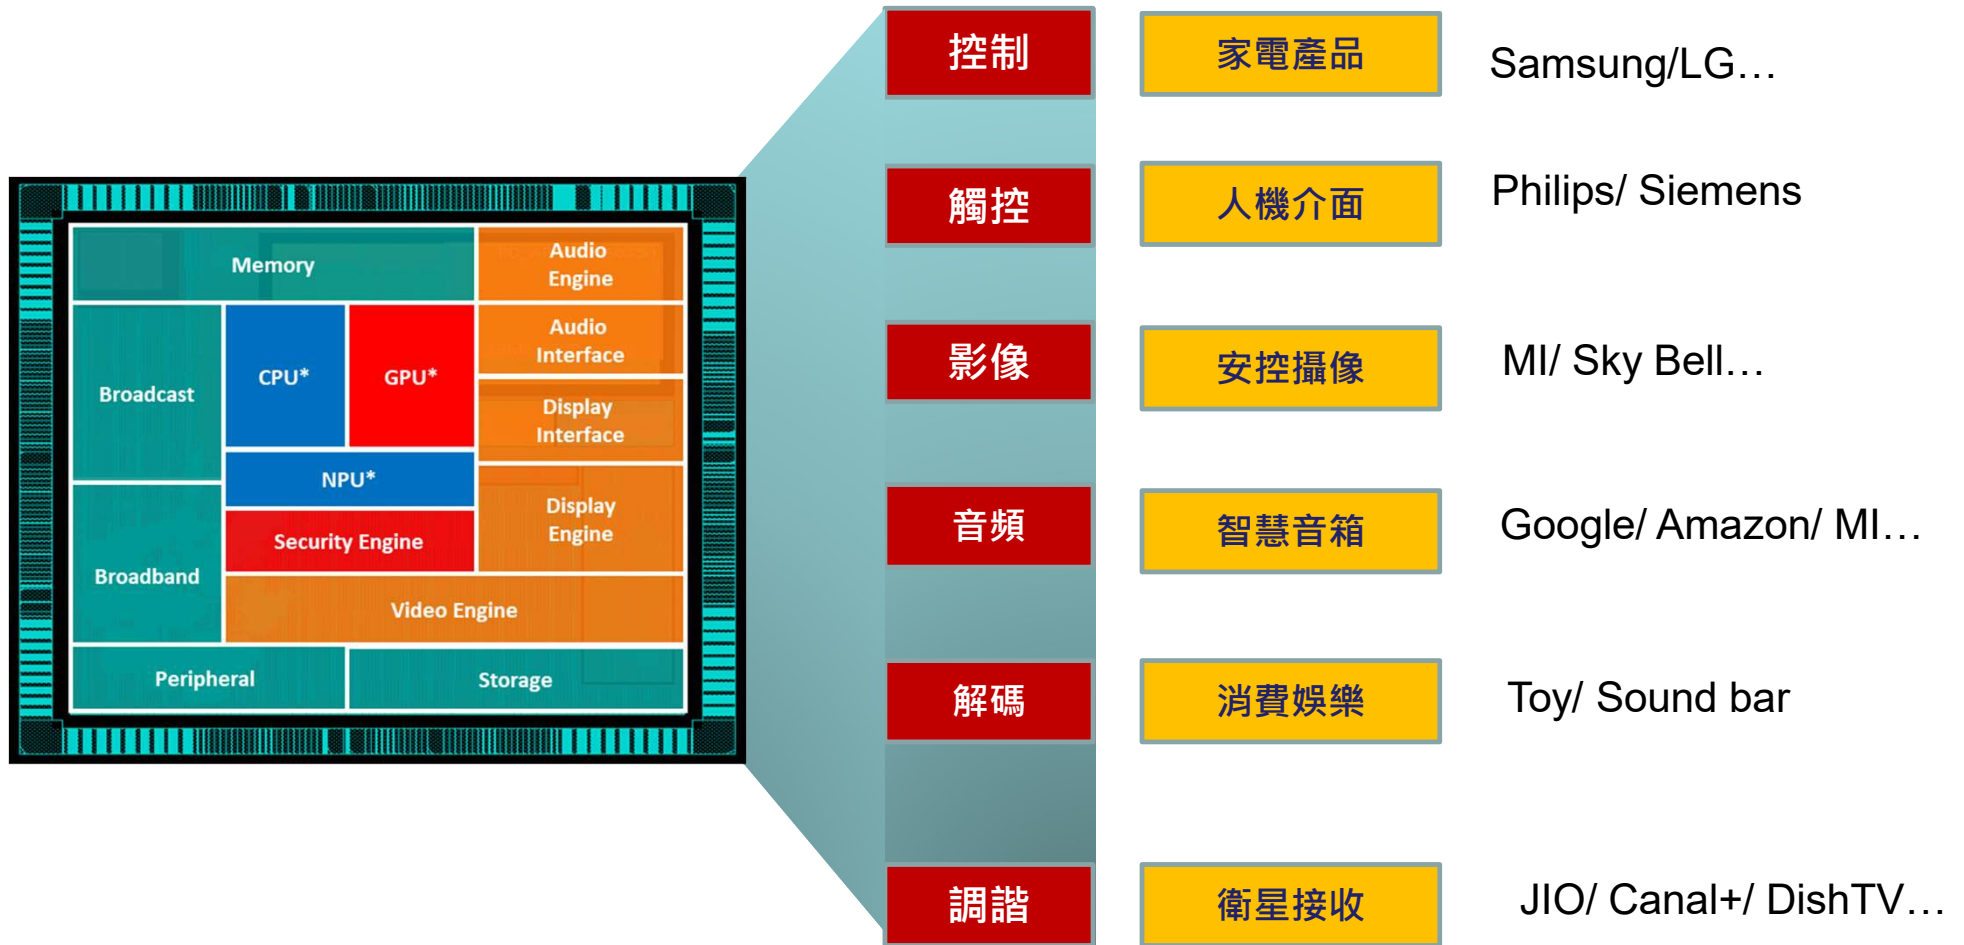 Memory
Audio
Engine
Broadcast
CPU*
GPU*
Audio
Interface
Display
Interface
NPU*
Display
Engine
Security Engine
Broadband
Video Engine
Peripheral
Storage
控制
家電產品
Samsung/LG…
觸控
人機介面
Philips/ Siemens
影像
安控攝像
MI/ Sky Bell…
音頻
智慧音箱
Google/ Amazon/ MI…
解碼
消費娛樂
Toy/ Sound bar
調諧
衛星接收
JIO/ Canal+/ DishTV…